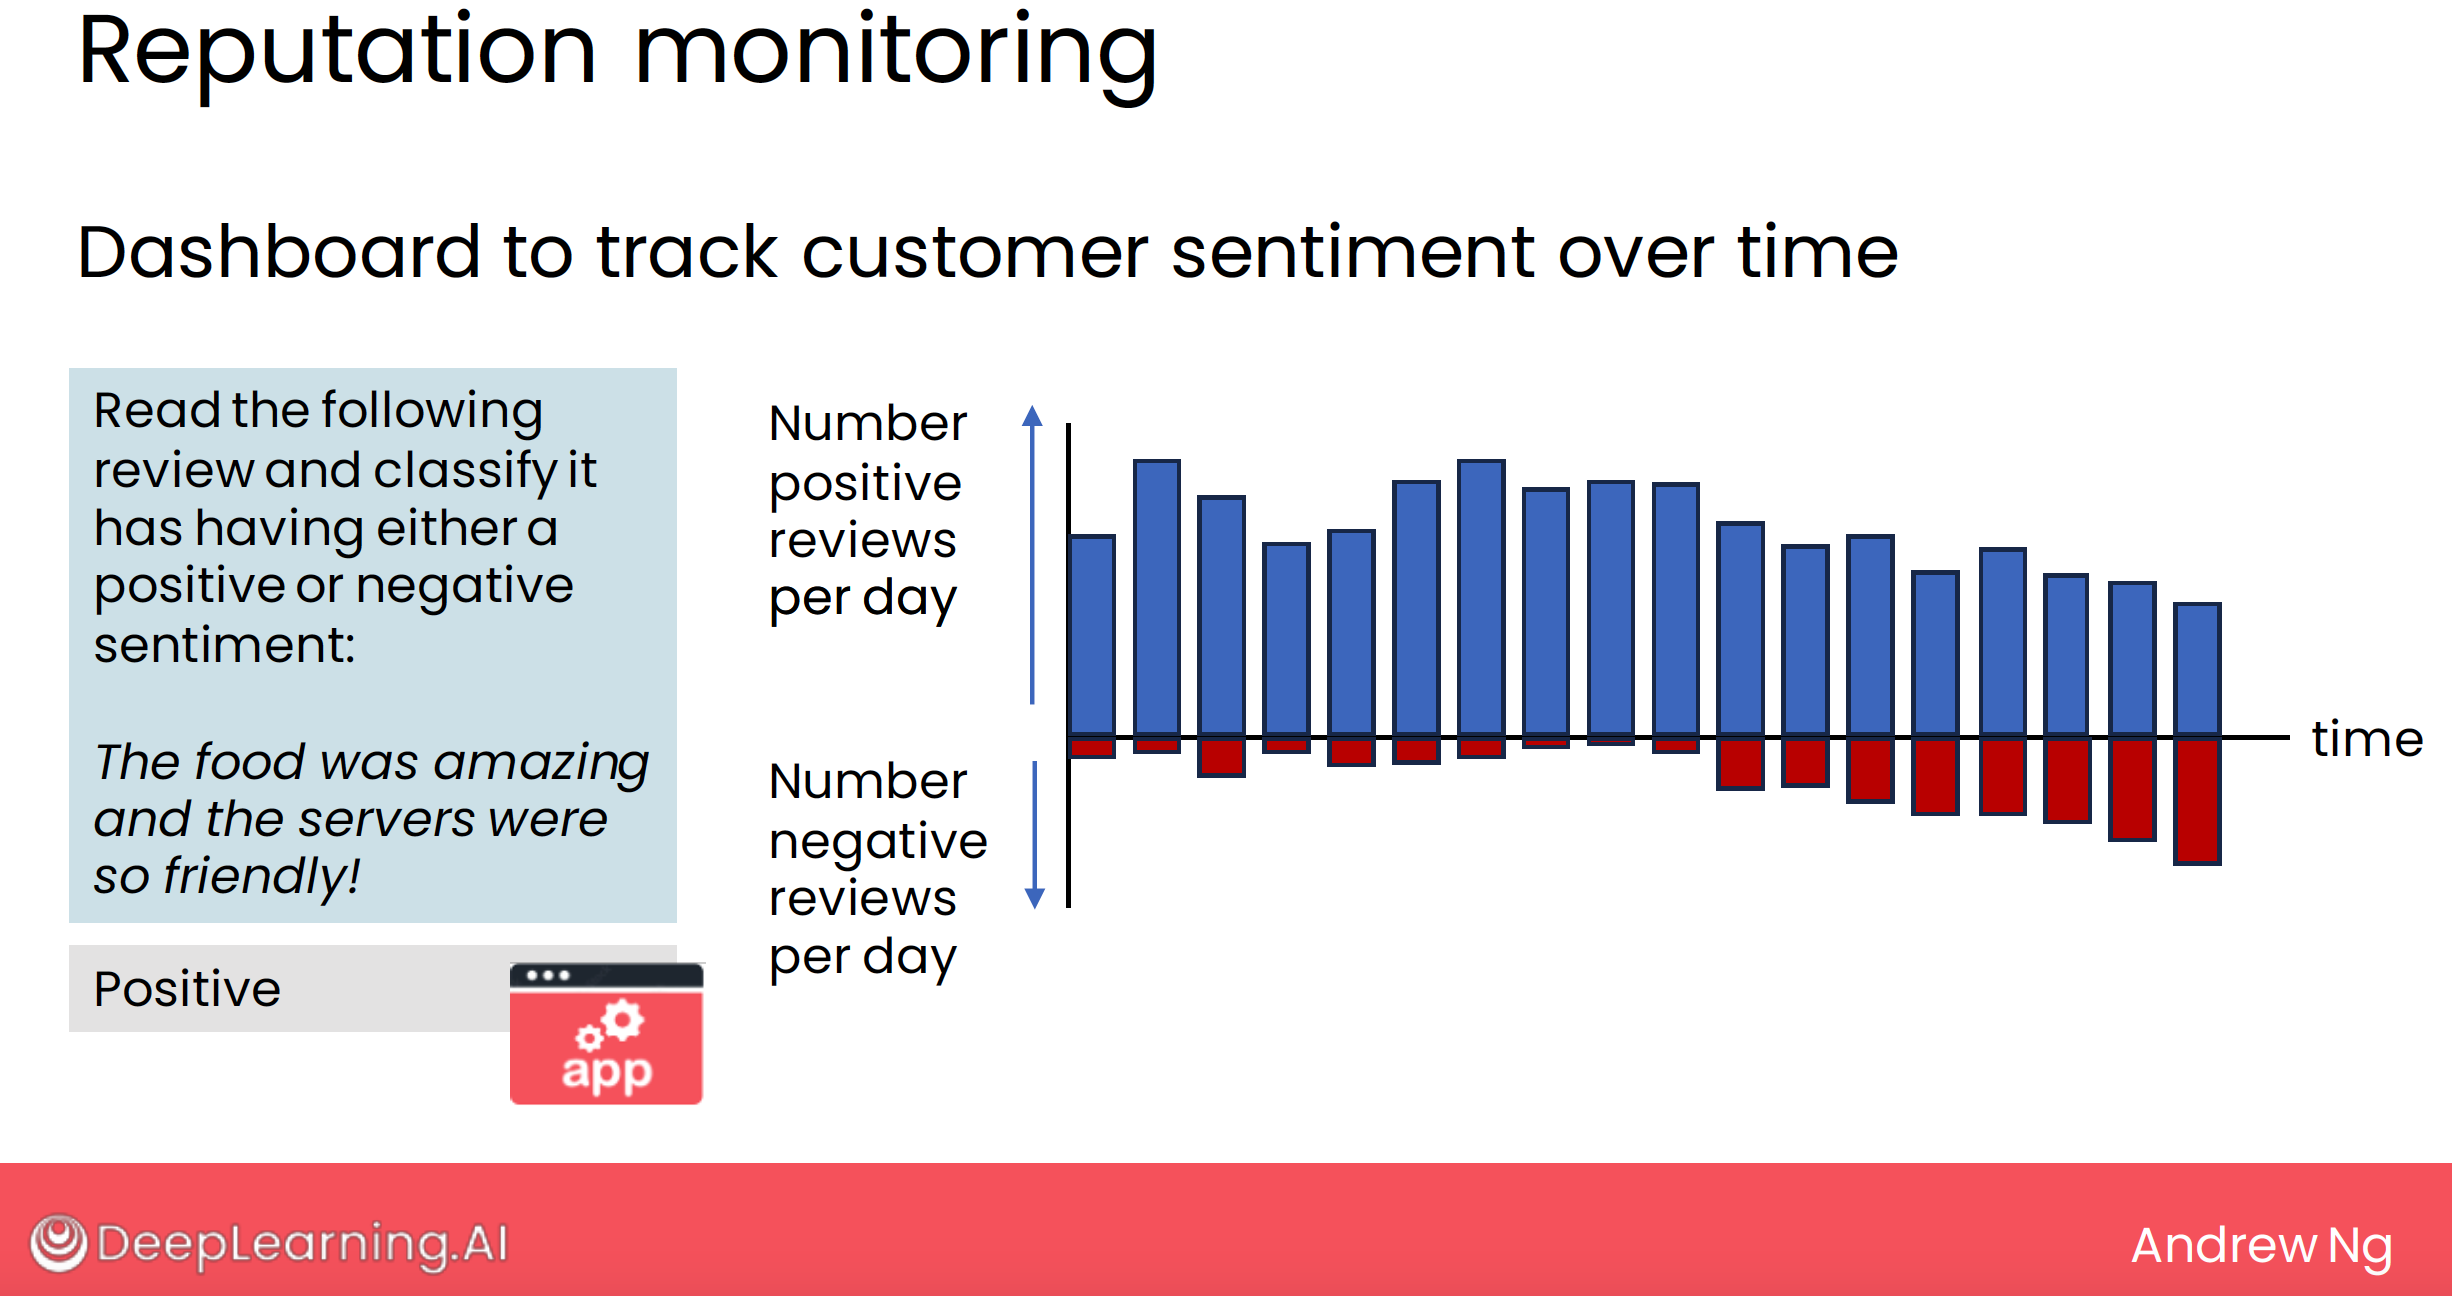 Reputation monitoring
Dashboard to track customer sentiment over time
Read the following
review and classify it
has having either a
positive or negative
sentiment:
The food was amazing
and the servers were
so friendly!
Positive
app
Number
positive
reviews
per day
Number
negative
reviews
per day
time
DeepLearning.AI
Andrew Ng